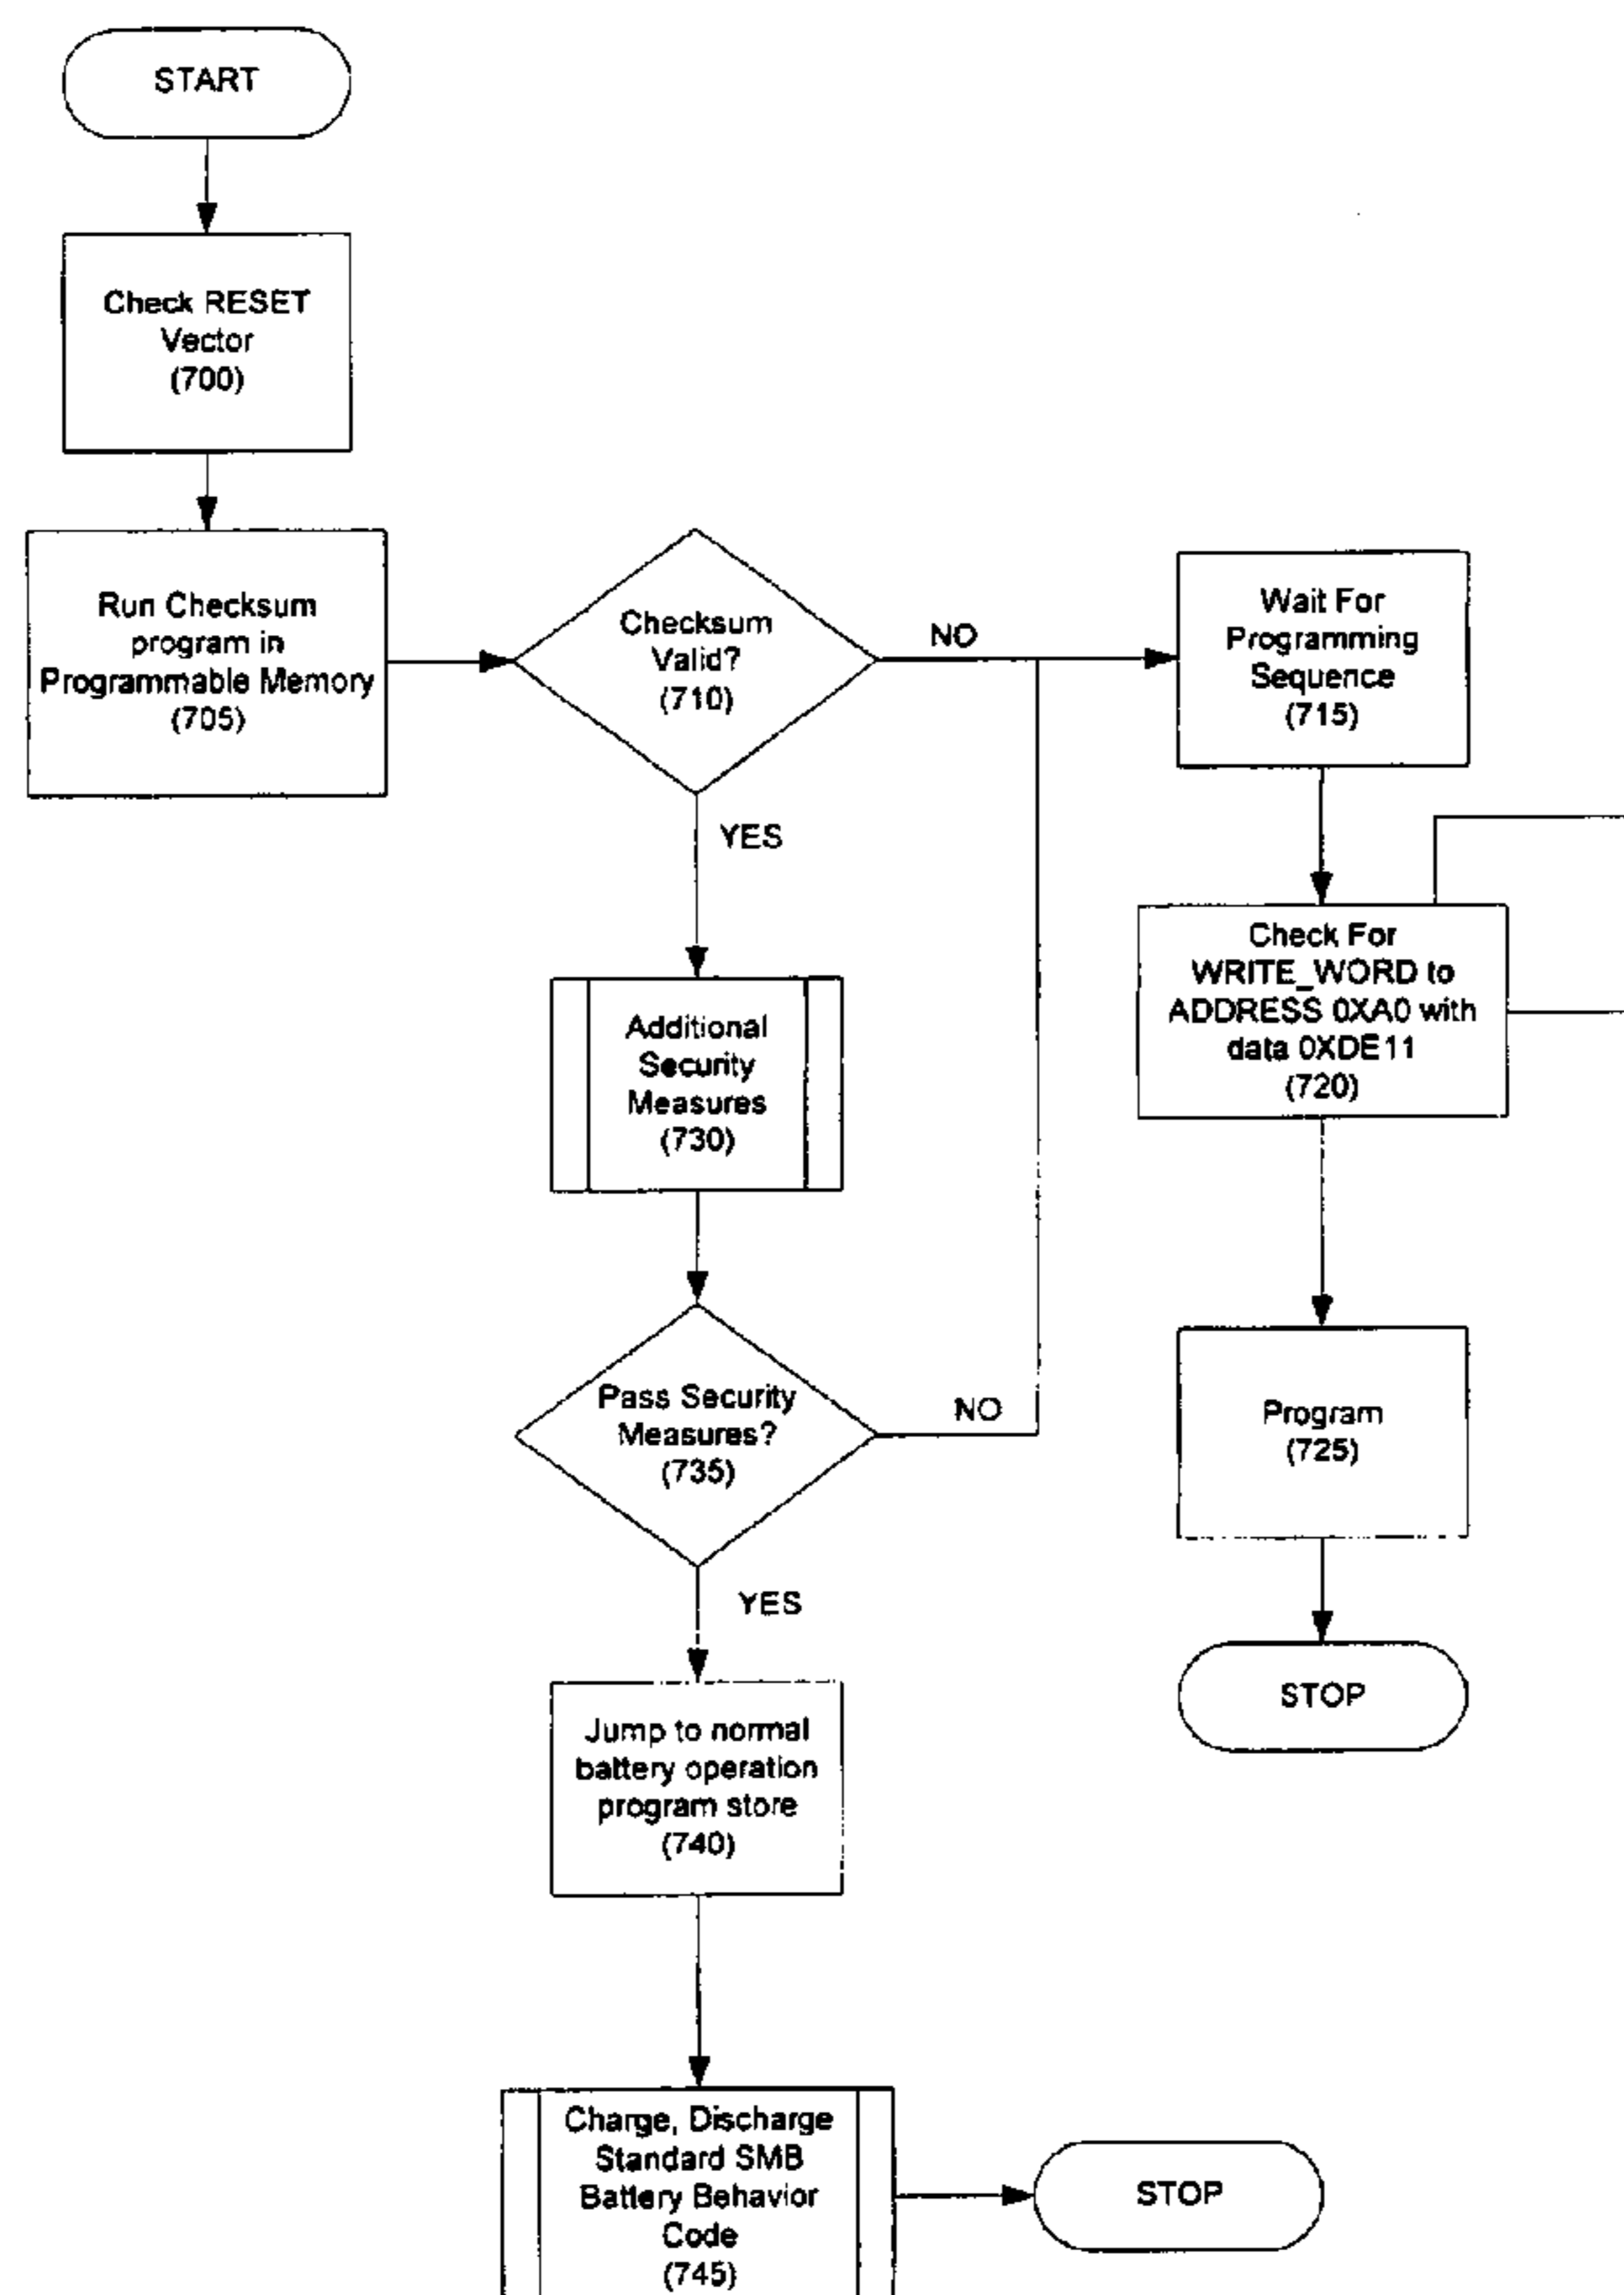 START
Check RESET
Vector
(700)
Run Checksum
program in
Programmable Memory
(705)
Checksum
Valid?
(710)
NO
Wait For
Programming
Sequence
(715)
YES
Check For
WRITE_WORD to
ADDRESS 0XA0 with
data 0XDE11
(720)
Additional
Security
Measures
(730)
Pass Security
Measures?
(735)
NO
Program
(725)
YES
STOP
Jump to normal
battery operation
program store
(740)
Charge, Discharge
Standard SMB
Battery Behavior
Code
(745)
STOP